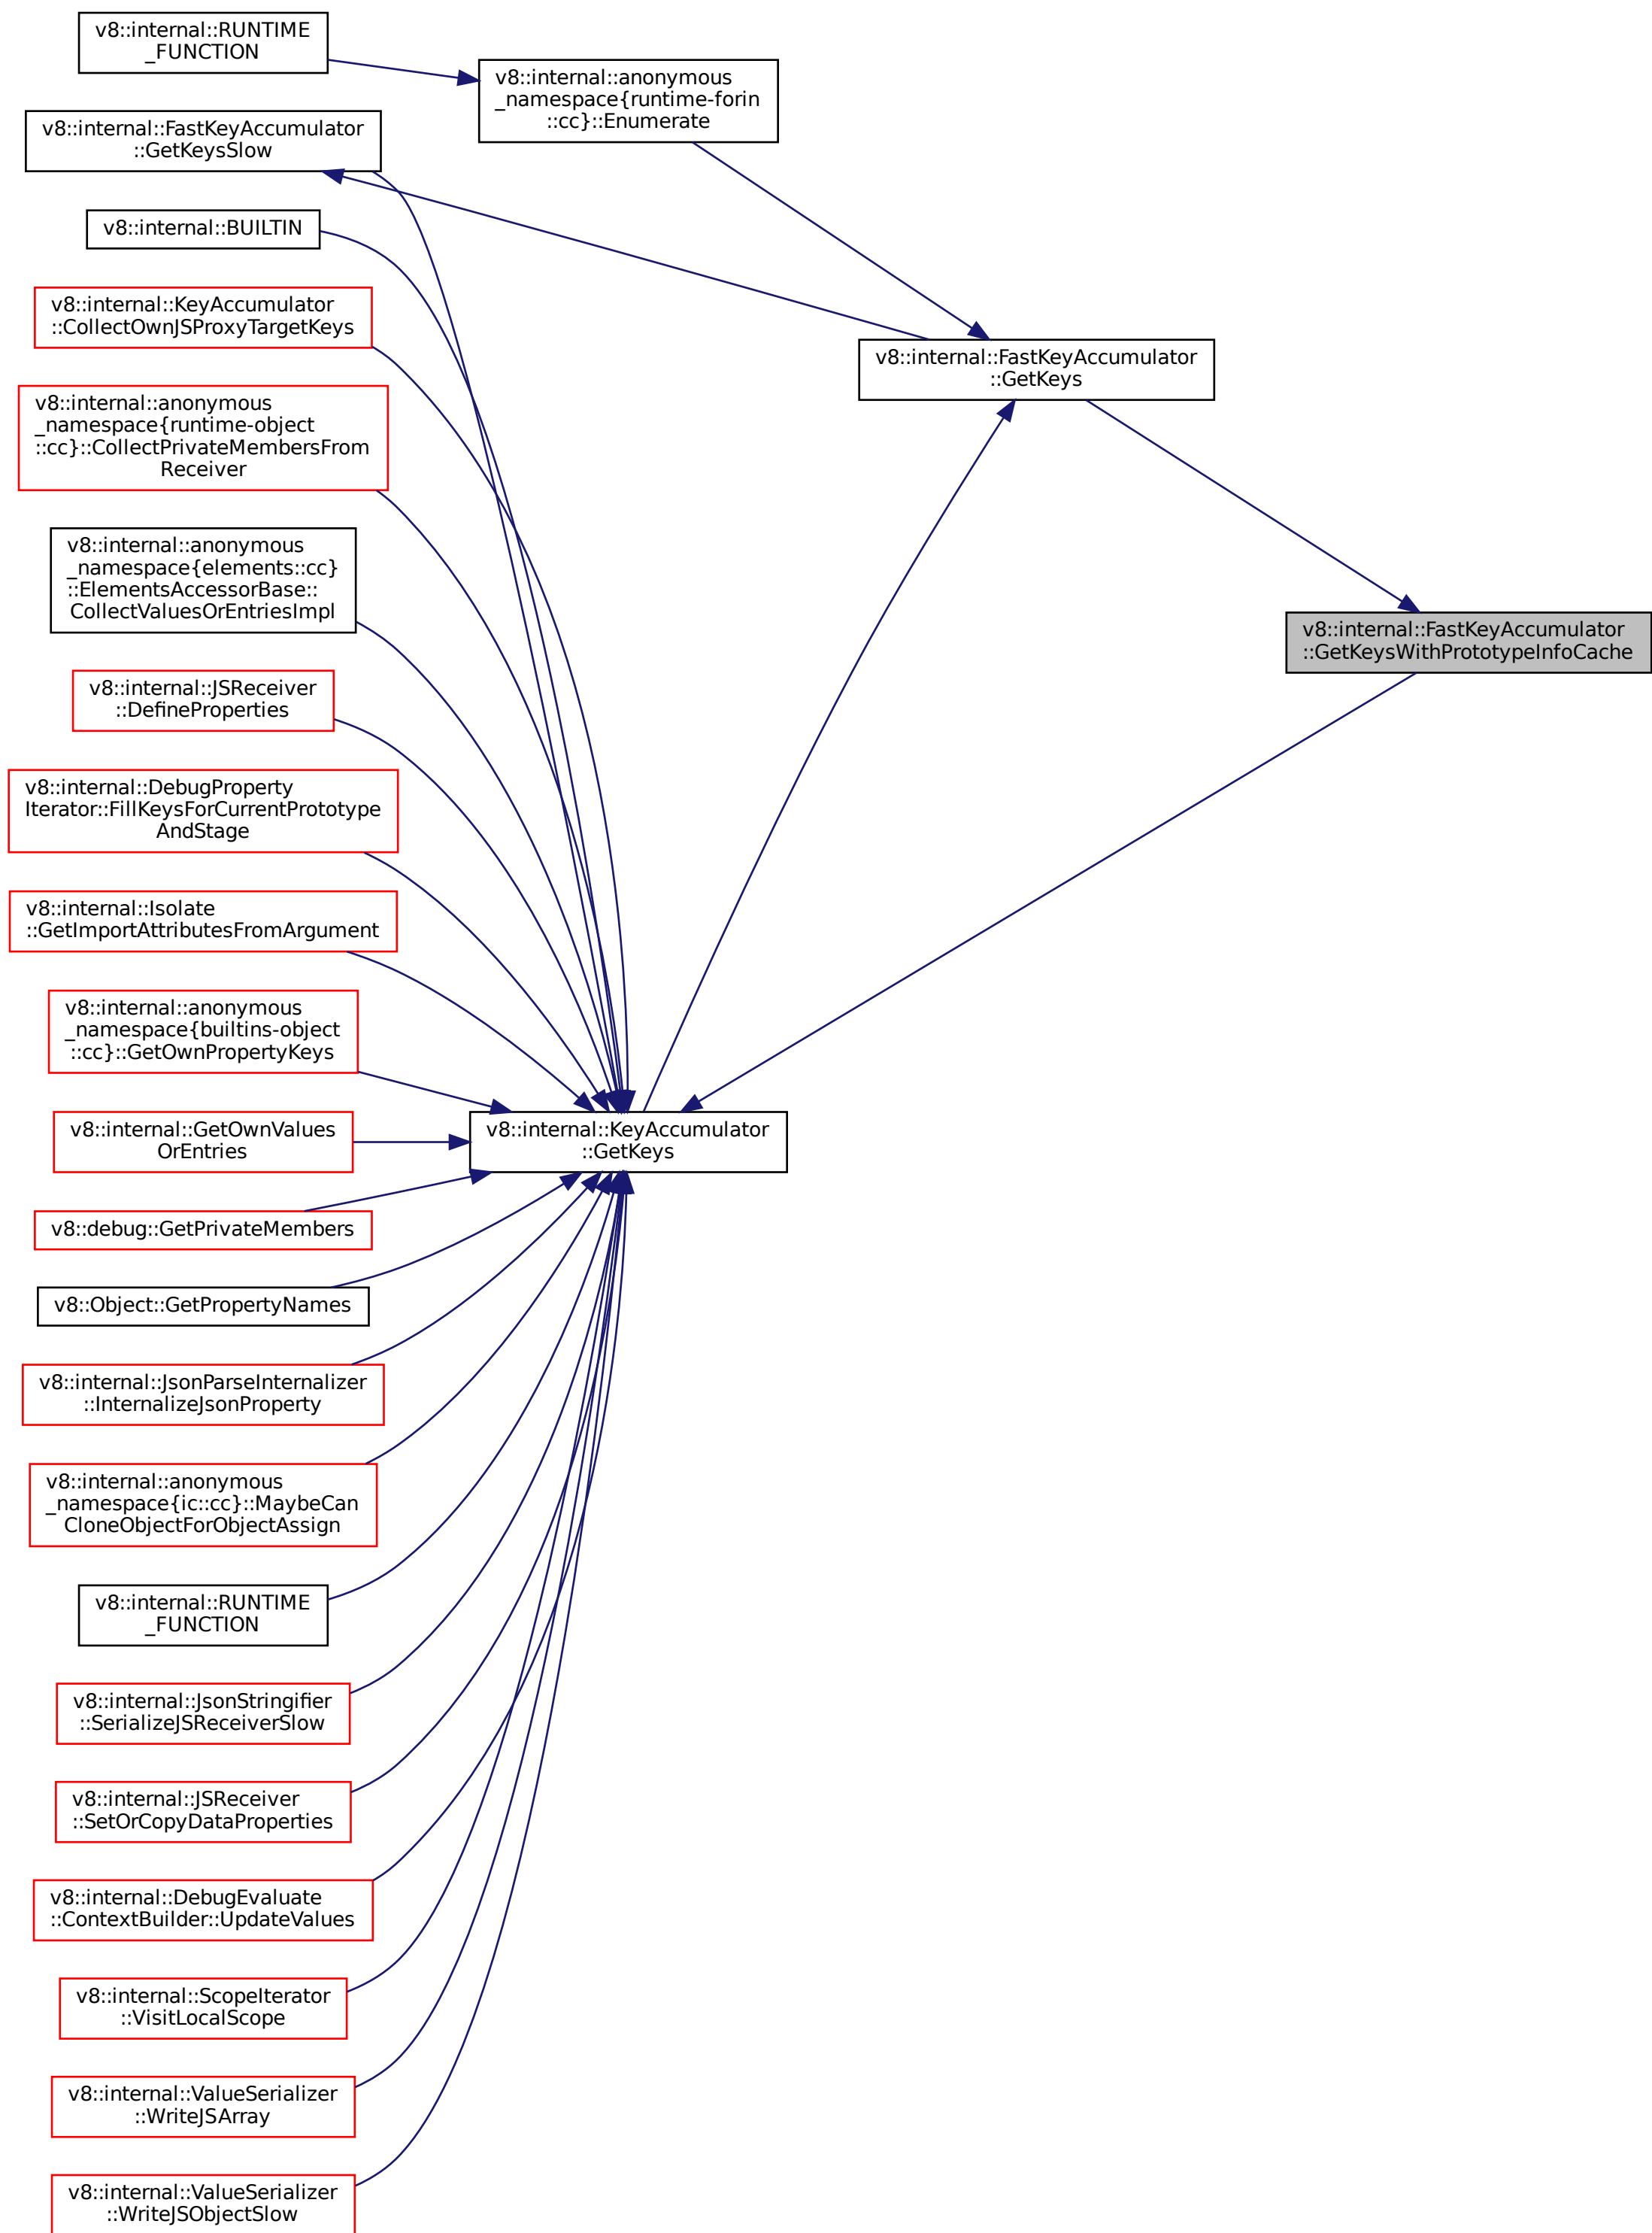 v8::internal::RUNTIME
_FUNCTION
v8::internal::anonymous
_namespace{runtime-forin
::cc}::Enumerate
v8::internal::FastKeyAccumulator
::GetKeysSlow
v8::internal::BUILTIN
v8::internal::KeyAccumulator
::CollectOwnJSProxyTargetKeys
v8::internal::FastKeyAccumulator
::GetKeys
v8::internal::anonymous
_namespace{runtime-object
::cc}::CollectPrivateMembersFrom
Receiver
v8::internal::anonymous
_namespace{elements::cc}
::ElementsAccessorBase::
CollectValuesOrEntriesImpl
v8::internal::FastKeyAccumulator
::GetKeysWithPrototypeInfoCache
v8::internal::JSReceiver
::DefineProperties
v8::internal::DebugProperty
Iterator::FillKeysForCurrentPrototype
AndStage
v8::internal::Isolate
::GetImportAttributesFromArgument
v8::internal::anonymous
_namespace{builtins-object
::cc}::GetOwnPropertyKeys
v8::internal::GetOwnValues
OrEntries
v8::internal::KeyAccumulator
::GetKeys
v8::debug::GetPrivateMembers
v8::Object::GetPropertyNames
v8::internal::JsonParseInternalizer
::InternalizeJsonProperty
v8::internal::anonymous
_namespace{ic::cc}::MaybeCan
CloneObjectForObjectAssign
v8::internal::RUNTIME
_FUNCTION
v8::internal::JsonStringifier
::SerializeJSReceiverSlow
v8::internal::JSReceiver
::SetOrCopyDataProperties
v8::internal::DebugEvaluate
::ContextBuilder::UpdateValues
v8::internal::ScopeIterator
::VisitLocalScope
v8::internal::ValueSerializer
::WriteJSArray
v8::internal::ValueSerializer
::WriteJSObjectSlow